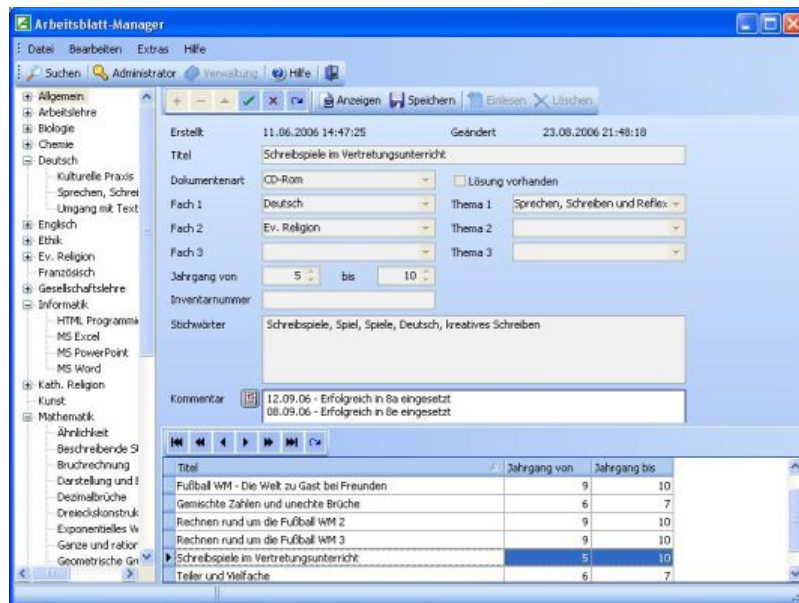 Arbeitsblatt-Manager
Datei Bearbeiten Extras Hilfe
Suchen Administrator Verwaltung Hilfe
Allgemein
Arbeitslehre
Biologie
Chemie
Deutsch
Kulturelle Praxis
Sprechen, Schrei
Umgang mit Text
Englisch
Ethik
Ev. Religion
Französisch
Gesellschaftslehre
Informatik
HTML Programmi
MS Excel
MS PowerPoint
MS Word
Kath. Religion
Kunst
Mathematik
Ähnlichkeit
Beschreibende St
Bruchrechnung
Darstellung und B
Dezimalbrüche
Dreieckskonstruk
Exponentielles W
Ganze und ration
Geometrische Gr
Anzeigen Speichern Einlesen Löschen
Erstellt 11.06.2006 14:47:25 Geändert 23.08.2006 21:48:18
Titel Schreibspiele im Vertretungsunterricht
Dokumentenart CD-Rom Lösung vorhanden
Fach 1 Deutsch Thema 1 Sprechen, Schreiben und Reflex
Fach 2 Ev. Religion Thema 2
Fach 3 Thema 3
Jahrgang von 5 bis 10
Inventarnummer
Stichwörter Schreibspiele, Spiel, Spiele, Deutsch, kreatives Schreiben
Kommentar 12.09.06 - Erfolgreich in 8a eingesetzt
08.09.06 - Erfolgreich in 8e eingesetzt
Titel Jahrgang von Jahrgang bis
Fußball WM - Die Welt zu Gast bei Freunden 9 10
Gemischte Zahlen und unechte Brüche 6 7
Rechnen rund um die Fußball WM 2 9 10
Rechnen rund um die Fußball WM 3 9 10
Schreibspiele im Vertretungsunterricht 5 10
Teiler und Vielfache 6 7